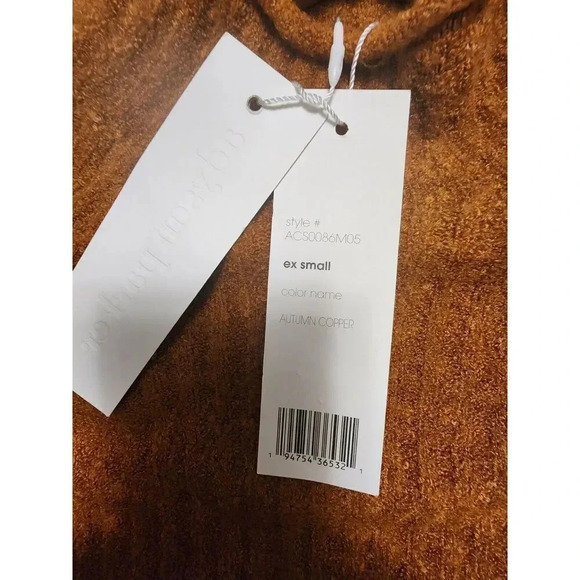 style #
ACS0086M05
ex small
color name
AUTUMN COPPER
1 94754 36532 1